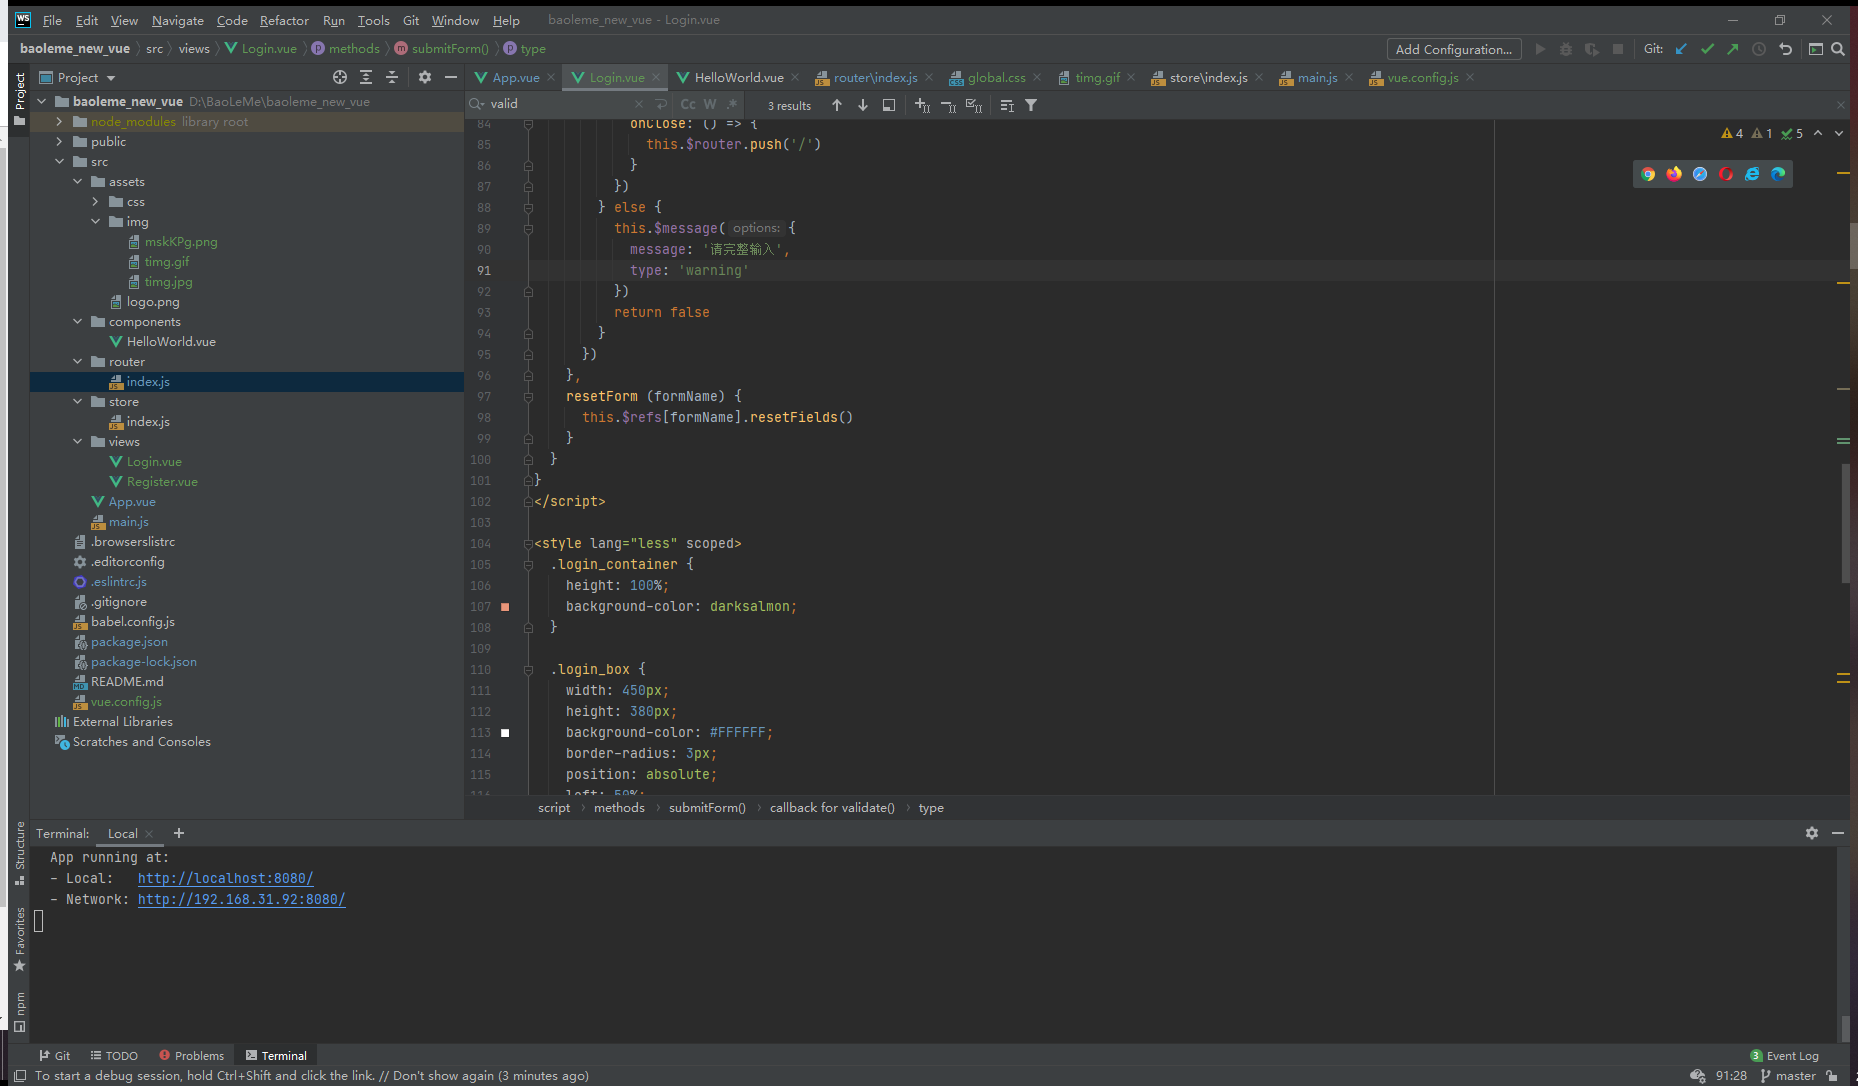 WS File Edit View Navigate Code Refactor Run Tools Git Window Help baoleme_new_vue - Login.vue
baoleme_new_vue src views Login.vue methods submitForm() type Add Configuration... Git:
Project
Project
App.vue Login.vue HelloWorld.vue router\index.js global.css timg.gif store\index.js main.js vue.config.js
valid Cc W .* 3 results
4 1 5
baoleme_new_vue D:\BaoLeMe\baoleme_new_vue
node_modules library root
public
src
assets
css
img
mskKPg.png
timg.gif
timg.jpg
logo.png
components
HelloWorld.vue
router
index.js
store
index.js
views
Login.vue
Register.vue
App.vue
main.js
.browserslistrc
.editorconfig
.eslintrc.js
.gitignore
babel.config.js
package.json
package-lock.json
README.md
vue.config.js
External Libraries
Scratches and Consoles
84 onClose: () => {
85 this.$router.push('/')
86 }
87 })
88 } else {
89 this.$message( options: {
90 message: '请完整输入',
91 type: 'warning'
92 })
93 return false
94 }
95 })
96 },
97 resetForm (formName) {
98 this.$refs[formName].resetFields()
99 }
100 }
101 }
102 </script>
103
104 <style lang="less" scoped>
105 .login_container {
106 height: 100%;
107 background-color: darksalmon;
108 }
109
110 .login_box {
111 width: 450px;
112 height: 380px;
113 background-color: #FFFFFF;
114 border-radius: 3px;
115 position: absolute;
116 left: 50%;
script methods submitForm() callback for validate() type
Structure
Favorites
npm
Terminal: Local +
App running at:
- Local: http://localhost:8080/
- Network: http://192.168.31.92:8080/
Git TODO Problems Terminal 3 Event Log
To start a debug session, hold Ctrl+Shift and click the link. // Don't show again (3 minutes ago) 91:28 master